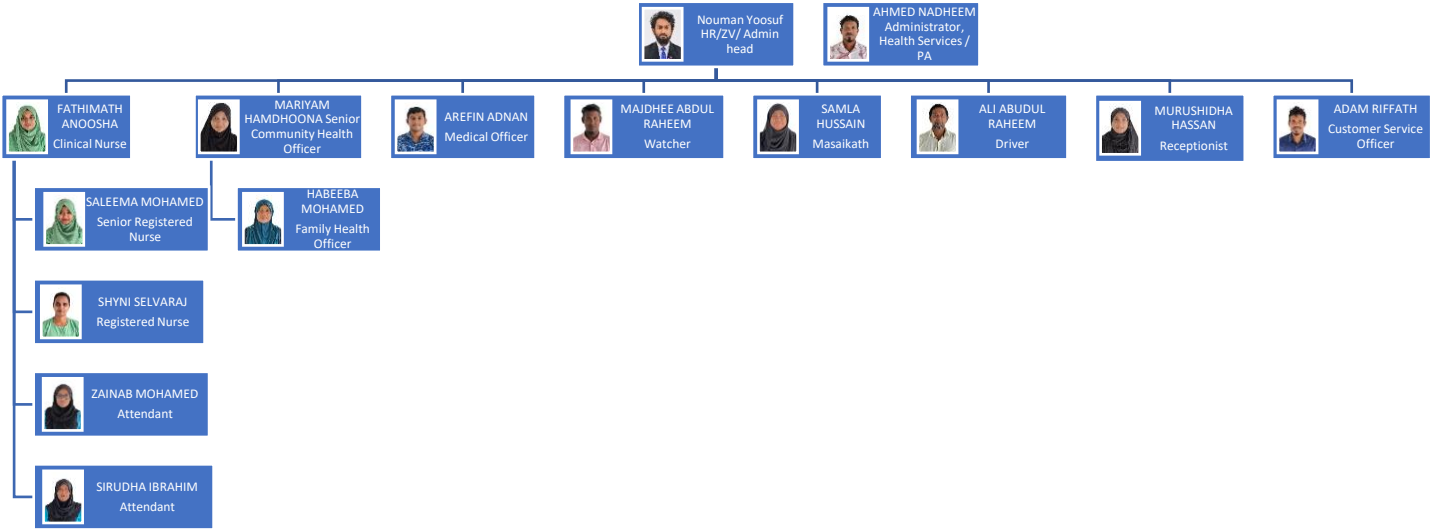 Nouman Yoosuf
HR/ZV/ Admin
head
AHMED NADHEEM
Administrator,
Health Services /
PA
FATHIMATH
ANOOSHA
Clinical Nurse
MARIYAM
HAMDHOONA Senior
Community Health
Officer
AREFIN ADNAN
Medical Officer
MAJDHEE ABDUL
RAHEEM
Watcher
SAMLA
HUSSAIN
Masaikath
ALI ABUDUL
RAHEEM
Driver
MURUSHIDHA
HASSAN
Receptionist
ADAM RIFFATH
Customer Service
Officer
SALEEMA MOHAMED
Senior Registered
Nurse
HABEEBA
MOHAMED
Family Health
Officer
SHYNI SELVARAJ
Registered Nurse
ZAINAB MOHAMED
Attendant
SIRUDHA IBRAHIM
Attendant